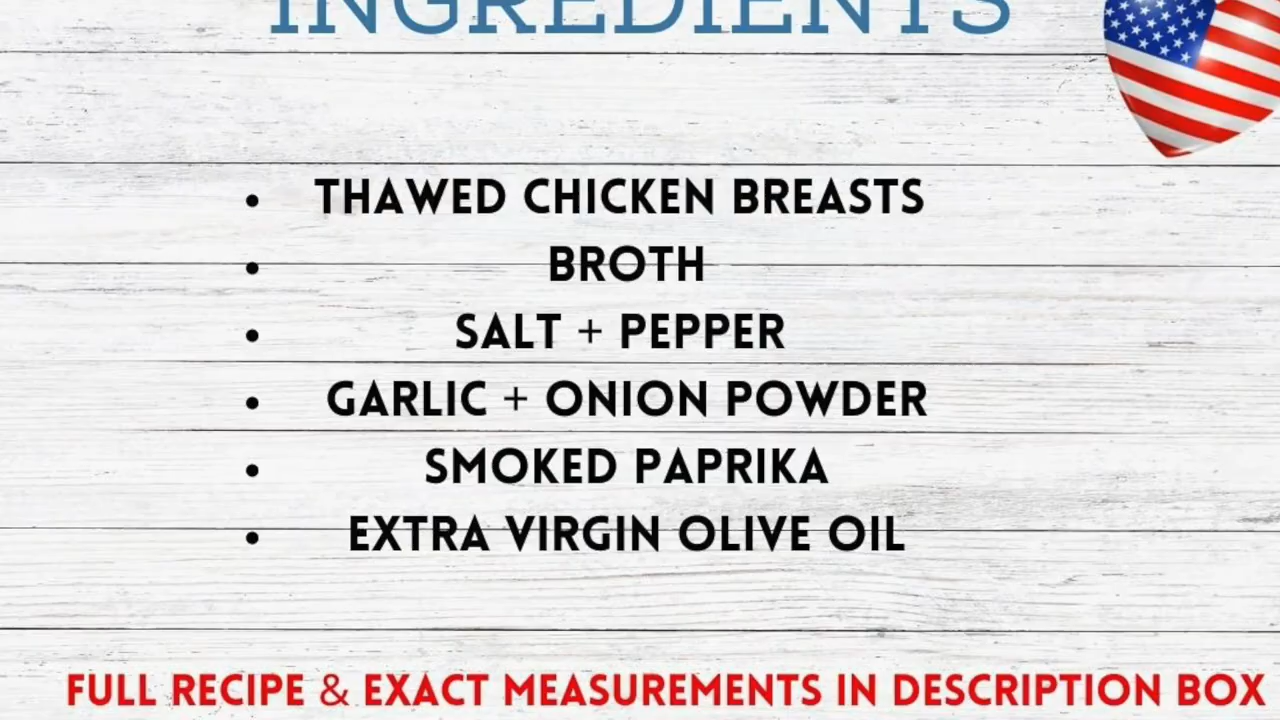 INGREDIENTS
• THAWED CHICKEN BREASTS
• BROTH
• SALT + PEPPER
• GARLIC + ONION POWDER
• SMOKED PAPRIKA
• EXTRA VIRGIN OLIVE OIL
FULL RECIPE & EXACT MEASUREMENTS IN DESCRIPTION BOX